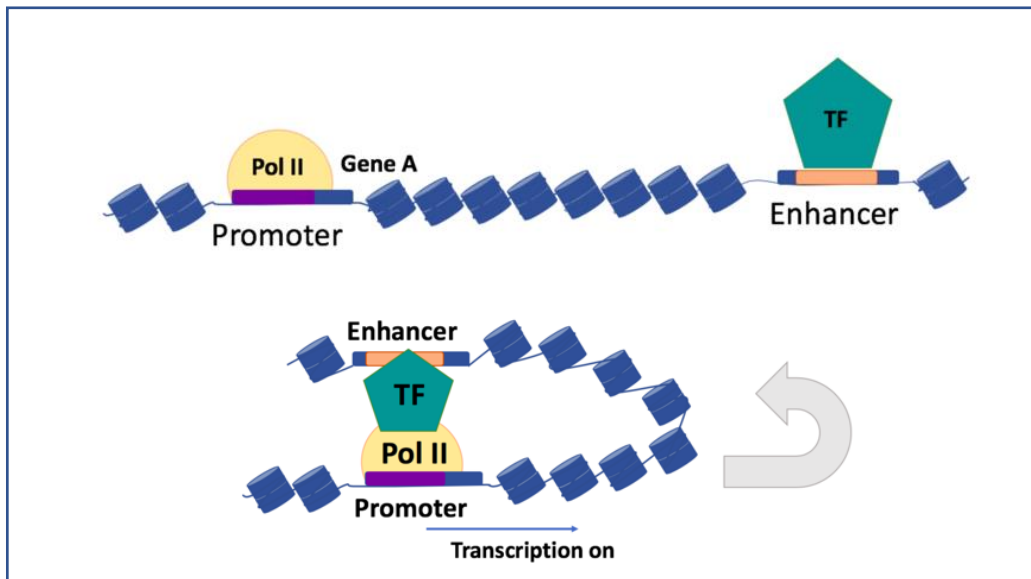 TF
Pol II
Gene A
Promoter
Enhancer
Enhancer
TF
Pol II
Promoter
Transcription on